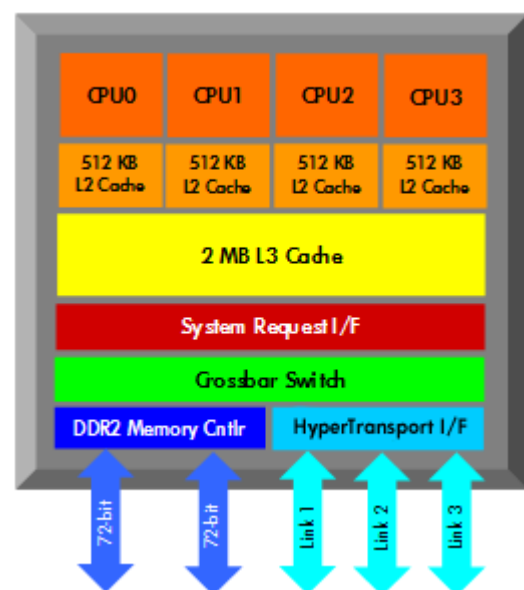 CPU0 CPU1 CPU2 CPU3
512 KB 512 KB 512 KB 512 KB
L2 Cache L2 Cache L2 Cache L2 Cache
2 MB L3 Cache
System Request I/F
Crossbar Switch
DDR2 Memory Cntlr HyperTransport I/F
72-bit 72-bit Link 1 Link 2 Link 3